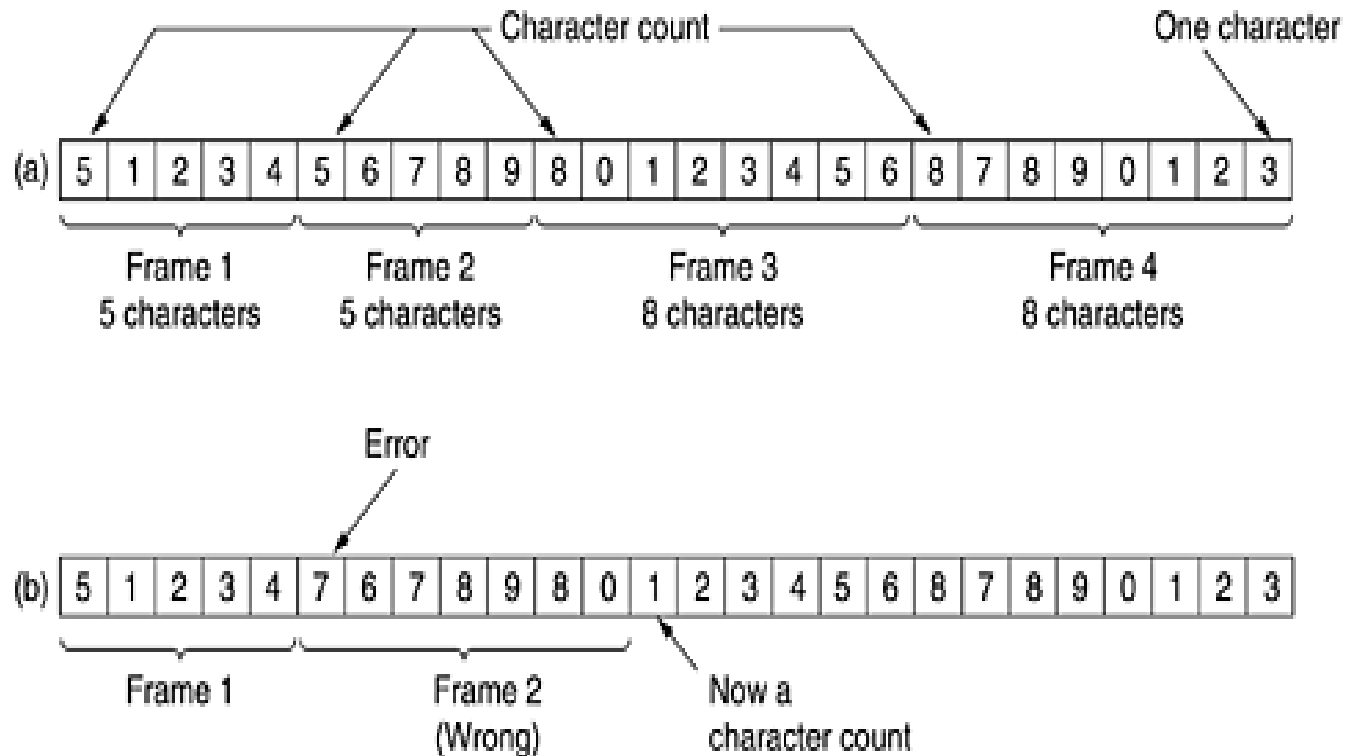 Character count One character
(a) 5 1 2 3 4 5 6 7 8 9 8 0 1 2 3 4 5 6 8 7 8 9 0 1 2 3
Frame 1 Frame 2 Frame 3 Frame 4
5 characters 5 characters 8 characters 8 characters
Error
(b) 5 1 2 3 4 7 6 7 8 9 8 0 1 2 3 4 5 6 8 7 8 9 0 1 2 3
Frame 1 Frame 2 Now a
(Wrong) character count